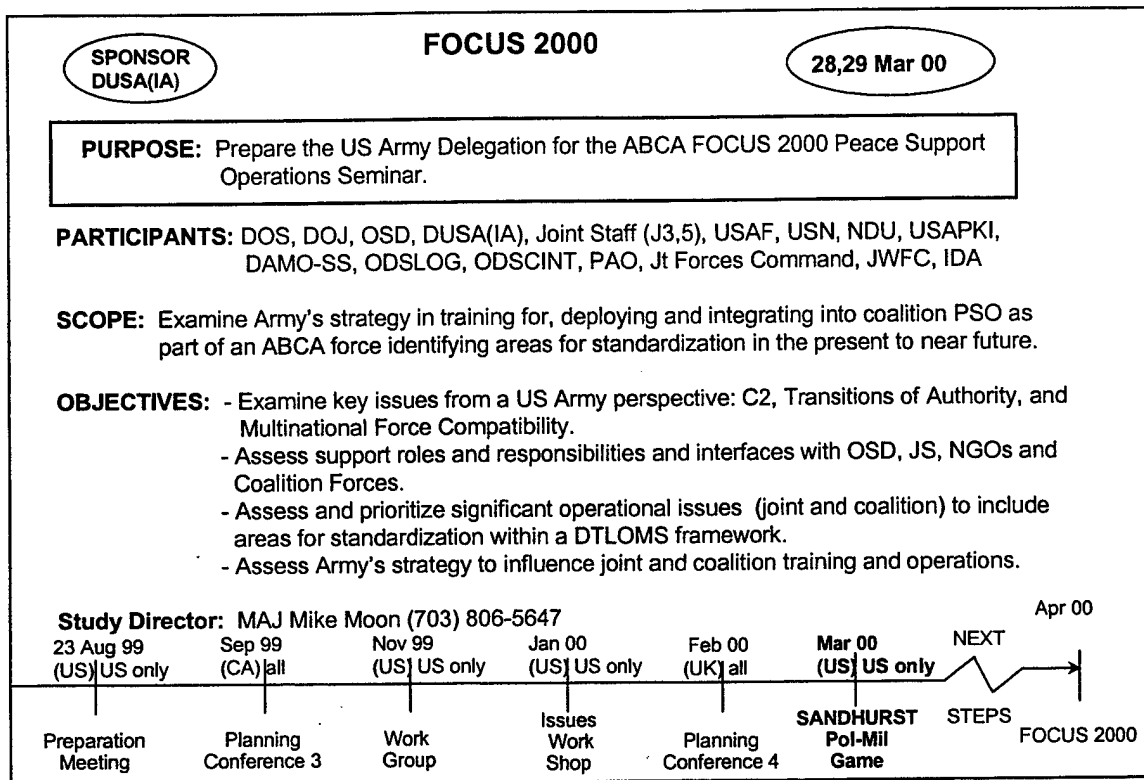 SPONSOR
DUSA(IA)
FOCUS 2000
28,29 Mar 00
PURPOSE: Prepare the US Army Delegation for the ABCA FOCUS 2000 Peace Support
Operations Seminar.
PARTICIPANTS: DOS, DOJ, OSD, DUSA(IA), Joint Staff (J3,5), USAF, USN, NDU, USAPKI,
DAMO-SS, ODSLOG, ODSCINT, PAO, Jt Forces Command, JWFC, IDA
SCOPE: Examine Army's strategy in training for, deploying and integrating into coalition PSO as
part of an ABCA force identifying areas for standardization in the present to near future.
OBJECTIVES: - Examine key issues from a US Army perspective: C2, Transitions of Authority, and
Multinational Force Compatibility.
- Assess support roles and responsibilities and interfaces with OSD, JS, NGOs and
Coalition Forces.
- Assess and prioritize significant operational issues (joint and coalition) to include
areas for standardization within a DTLOMS framework.
- Assess Army's strategy to influence joint and coalition training and operations.
Study Director: MAJ Mike Moon (703) 806-5647
23 Aug 99
(US) US only
Preparation
Meeting
Sep 99
(CA) all
Planning
Conference 3
Nov 99
(US) US only
Work
Group
Jan 00
(US) US only
Issues
Work
Shop
Feb 00
(UK) all
Planning
Conference 4
Mar 00
(US) US only
SANDHURST
Pol-Mil
Game
NEXT
STEPS
Apr 00
FOCUS 2000